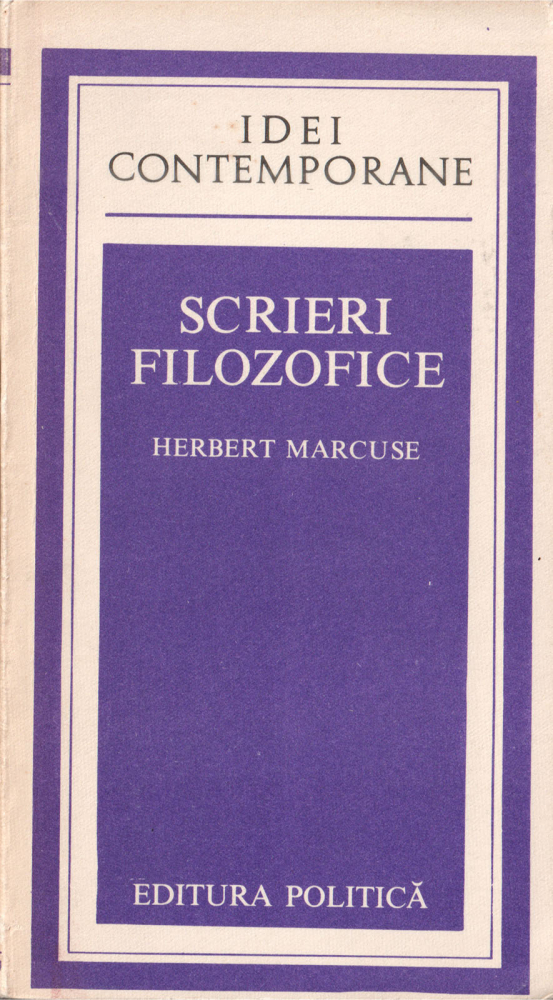 IDEI
CONTEMPORANE
SCRIERI
FILOZOFICE
HERBERT MARCUSE
EDITURA POLITICĂ